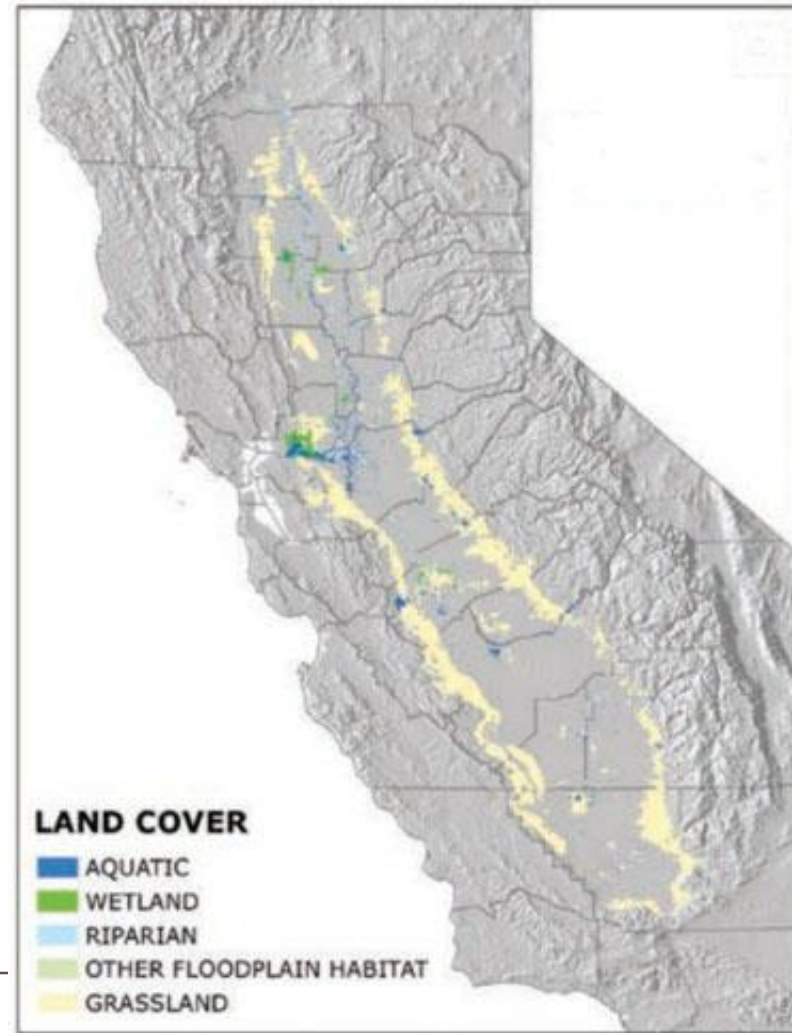 LAND COVER
AQUATIC
WETLAND
RIPARIAN
OTHER FLOODPLAIN HABITAT
GRASSLAND